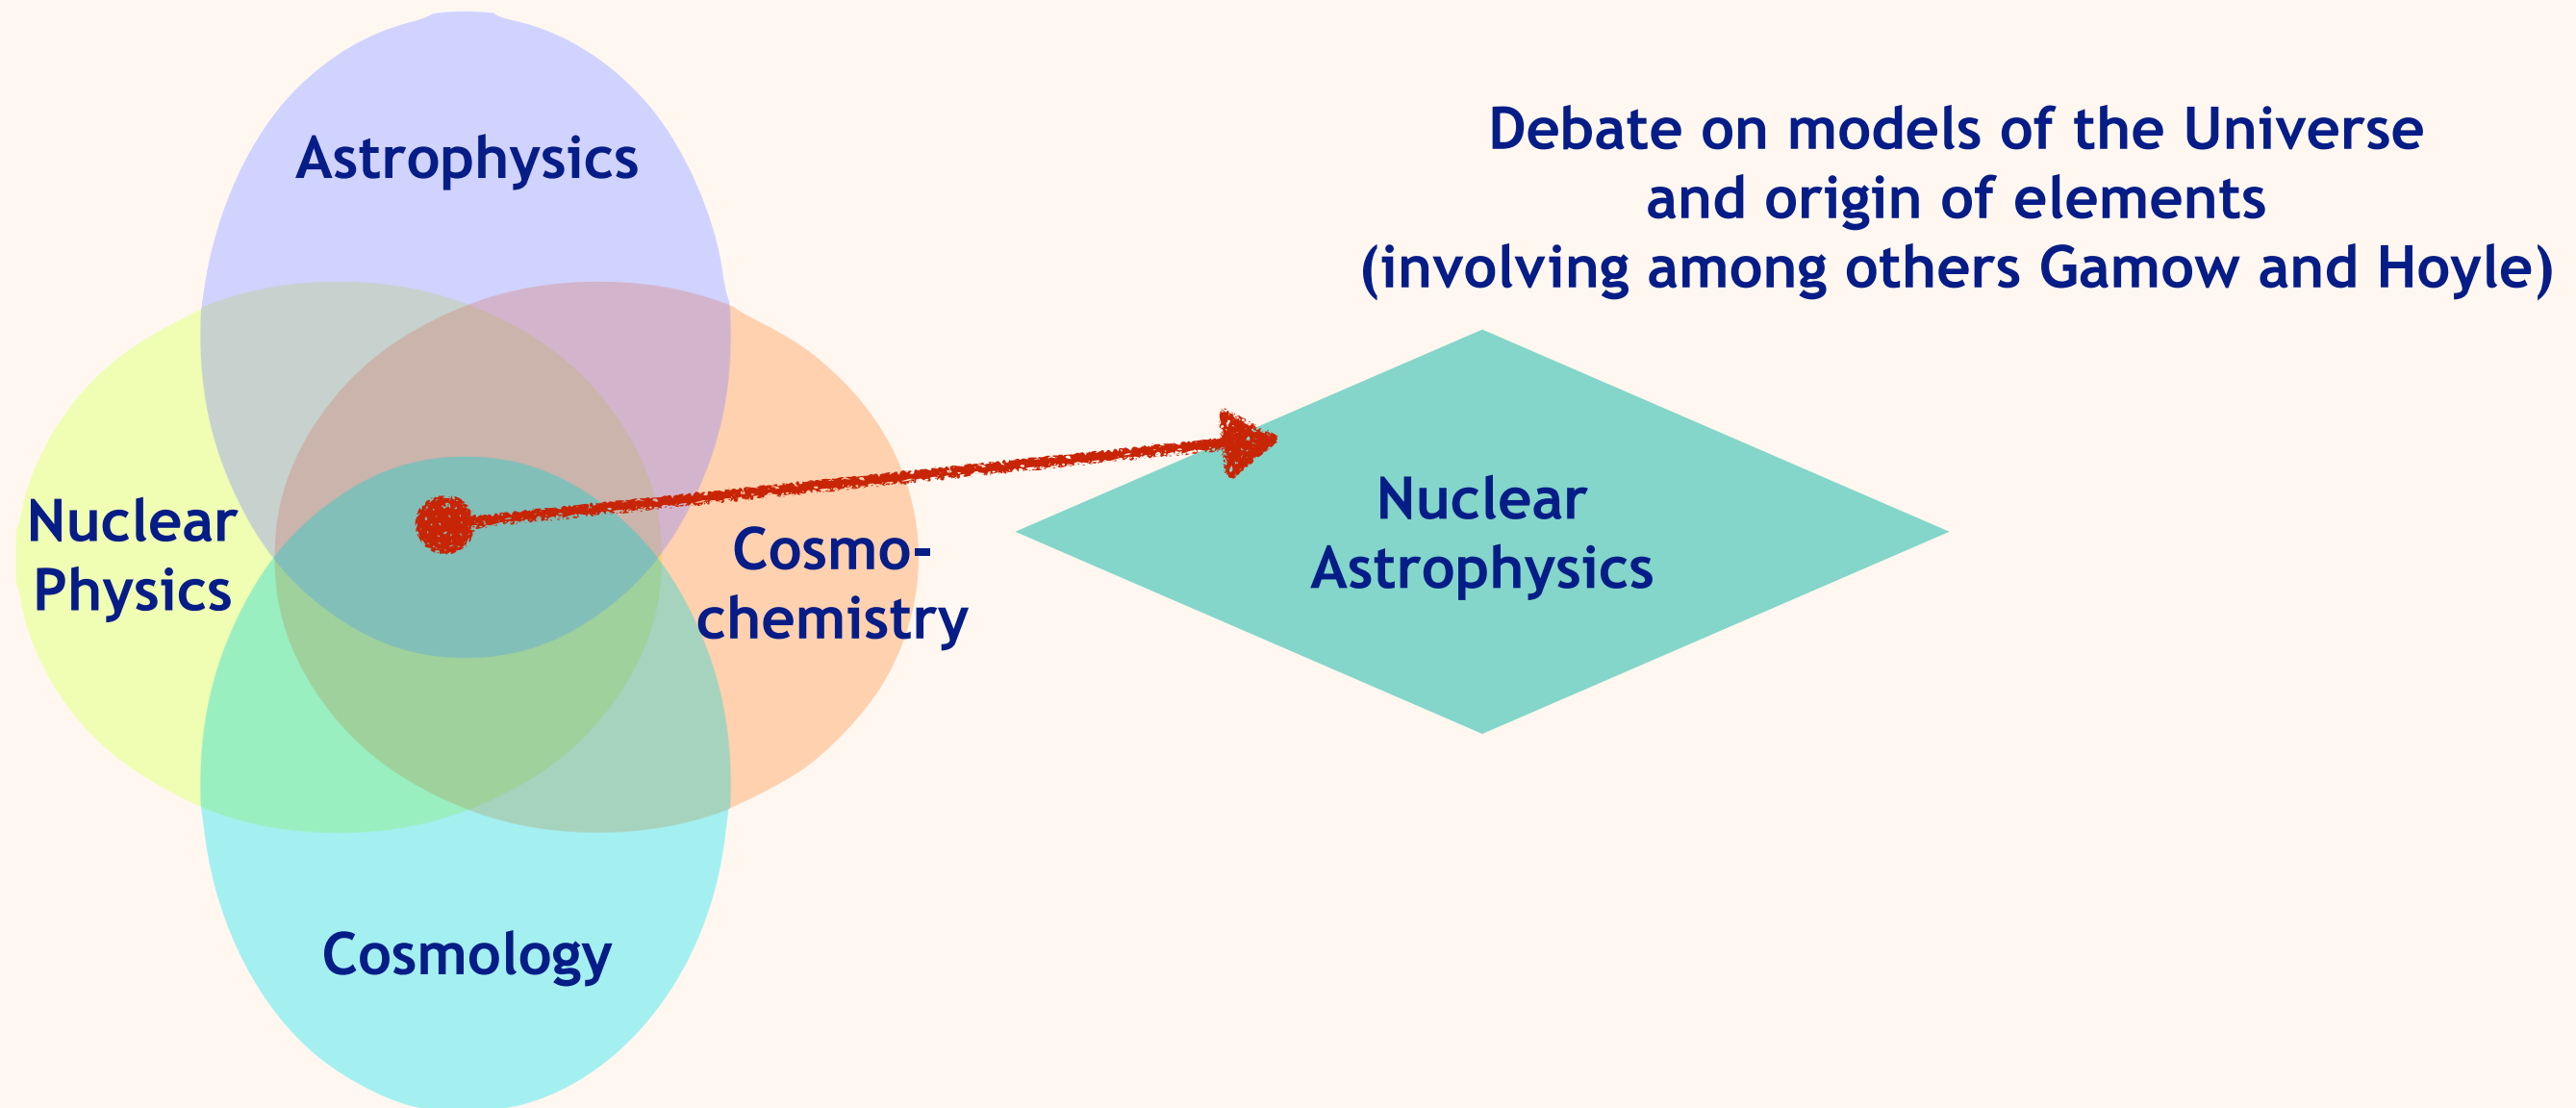 Astrophysics
Debate on models of the Universe
and origin of elements
(involving among others Gamow and Hoyle)
Nuclear
Physics
Cosmo-
chemistry
Nuclear
Astrophysics
Cosmology